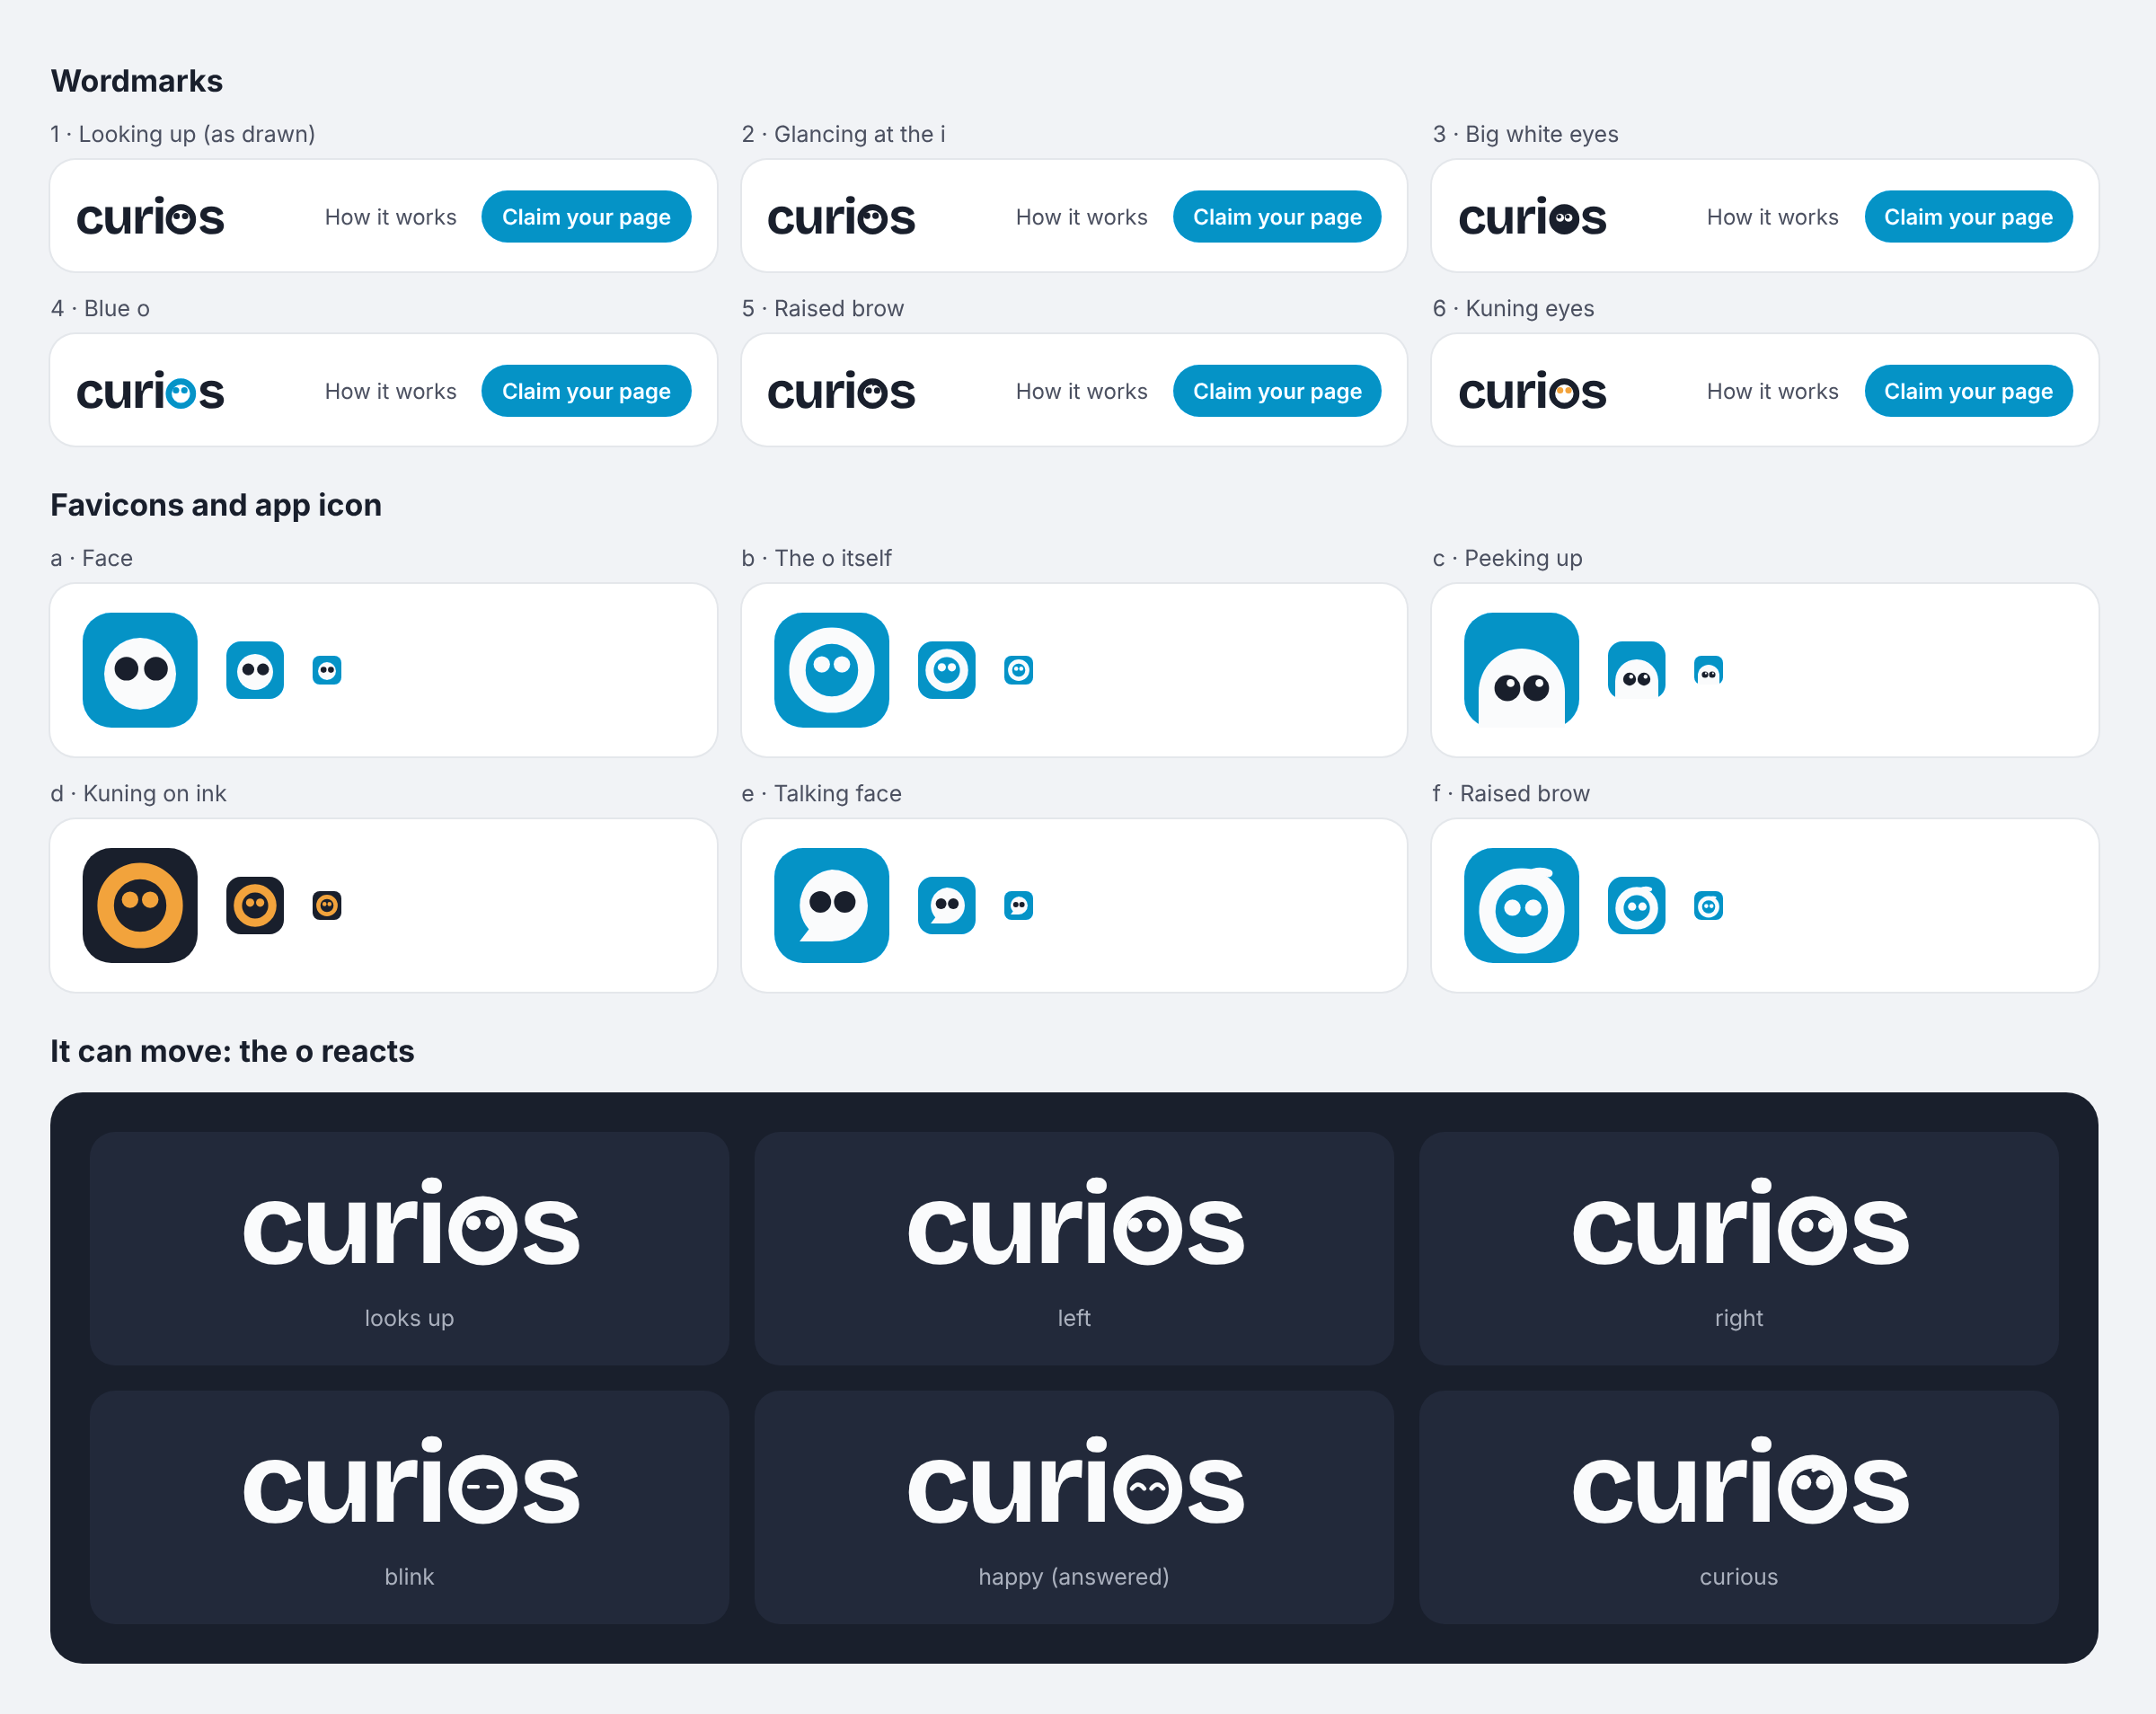 Wordmarks
1 · Looking up (as drawn)
2 · Glancing at the i
3 · Big white eyes
curios How it works Claim your page
curios How it works Claim your page
curios How it works Claim your page
4 · Blue o
5 · Raised brow
6 · Kuning eyes
curios How it works Claim your page
curios How it works Claim your page
curios How it works Claim your page
Favicons and app icon
a · Face
b · The o itself
c · Peeking up
d · Kuning on ink
e · Talking face
f · Raised brow
It can move: the o reacts
curios
looks up
curios
left
curios
right
curios
blink
curios
happy (answered)
curios
curious